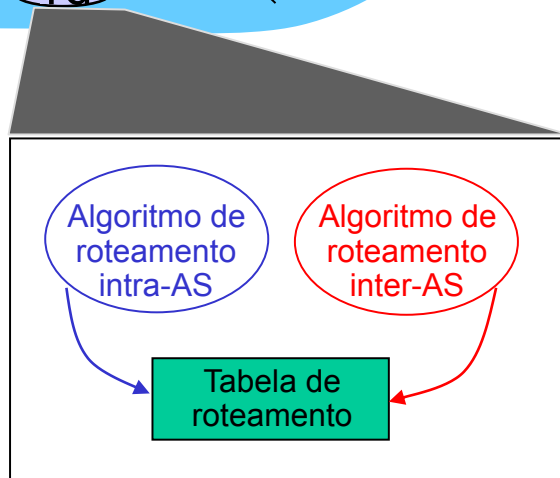 Algoritmo de
roteamento
intra-AS
Algoritmo de
roteamento
inter-AS
Tabela de
roteamento